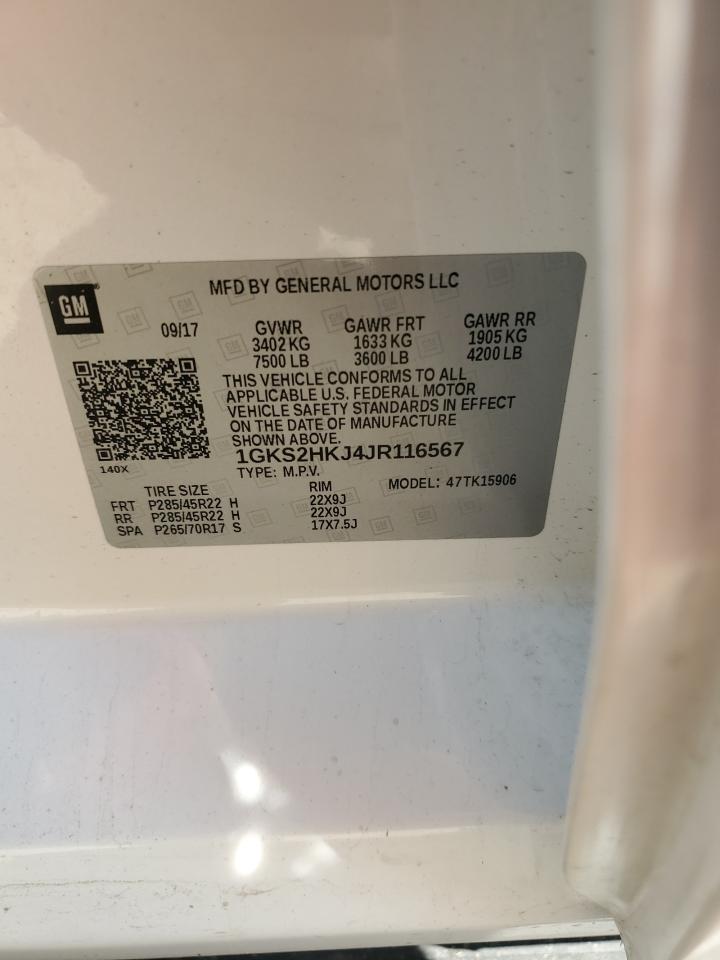 GM
MFD BY GENERAL MOTORS LLC
09/17 GVWR GAWR FRT GAWR RR
3402 KG 1633 KG 1905 KG
7500 LB 3600 LB 4200 LB
THIS VEHICLE CONFORMS TO ALL
APPLICABLE U.S. FEDERAL MOTOR
VEHICLE SAFETY STANDARDS IN EFFECT
ON THE DATE OF MANUFACTURE
SHOWN ABOVE.
140X
1GKS2HKJ4JR116567
TYPE: M.P.V. MODEL: 47TK15906
TIRE SIZE RIM
FRT P285/45R22 H 22X9J
RR P285/45R22 H 22X9J
SPA P265/70R17 S 17X7.5J